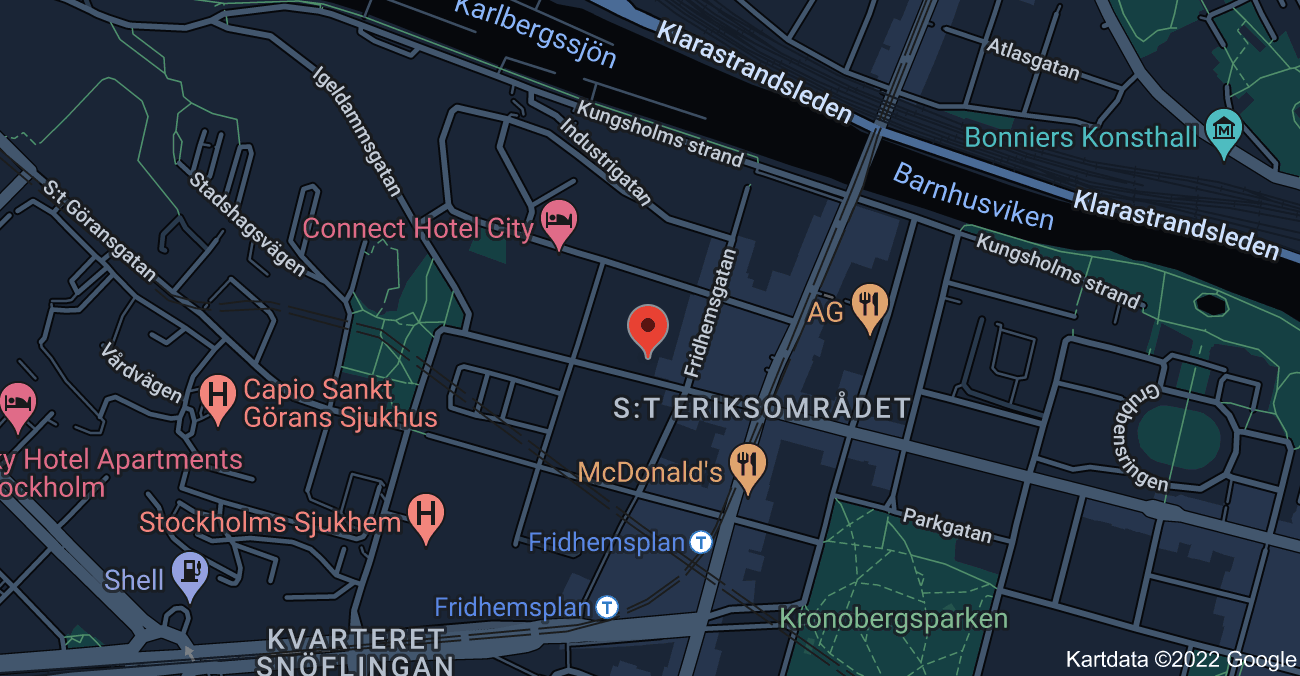 Karlbergssjön
Klarastrandsleden
Atlasgatan
Igeldammsgatan
Kungsholms strand
Industrigatan
Bonniers Konsthall
Barnhusviken
Klarastrandsleden
S:t Göransgatan
Stadshagsvägen
Connect Hotel City
Kungsholms strand
Fridhemsgatan
AG
Vårdvägen
Capio Sankt
Görans Sjukhus
S:T ERIKSOMRÅDET
Grubbensringen
y Hotel Apartments
ockholm
McDonald's
Stockholms Sjukhem
Parkgatan
Fridhemsplan
Shell
Fridhemsplan
Kronobergsparken
KVARTERET
SNÖFLINGAN
Kartdata ©2022 Google